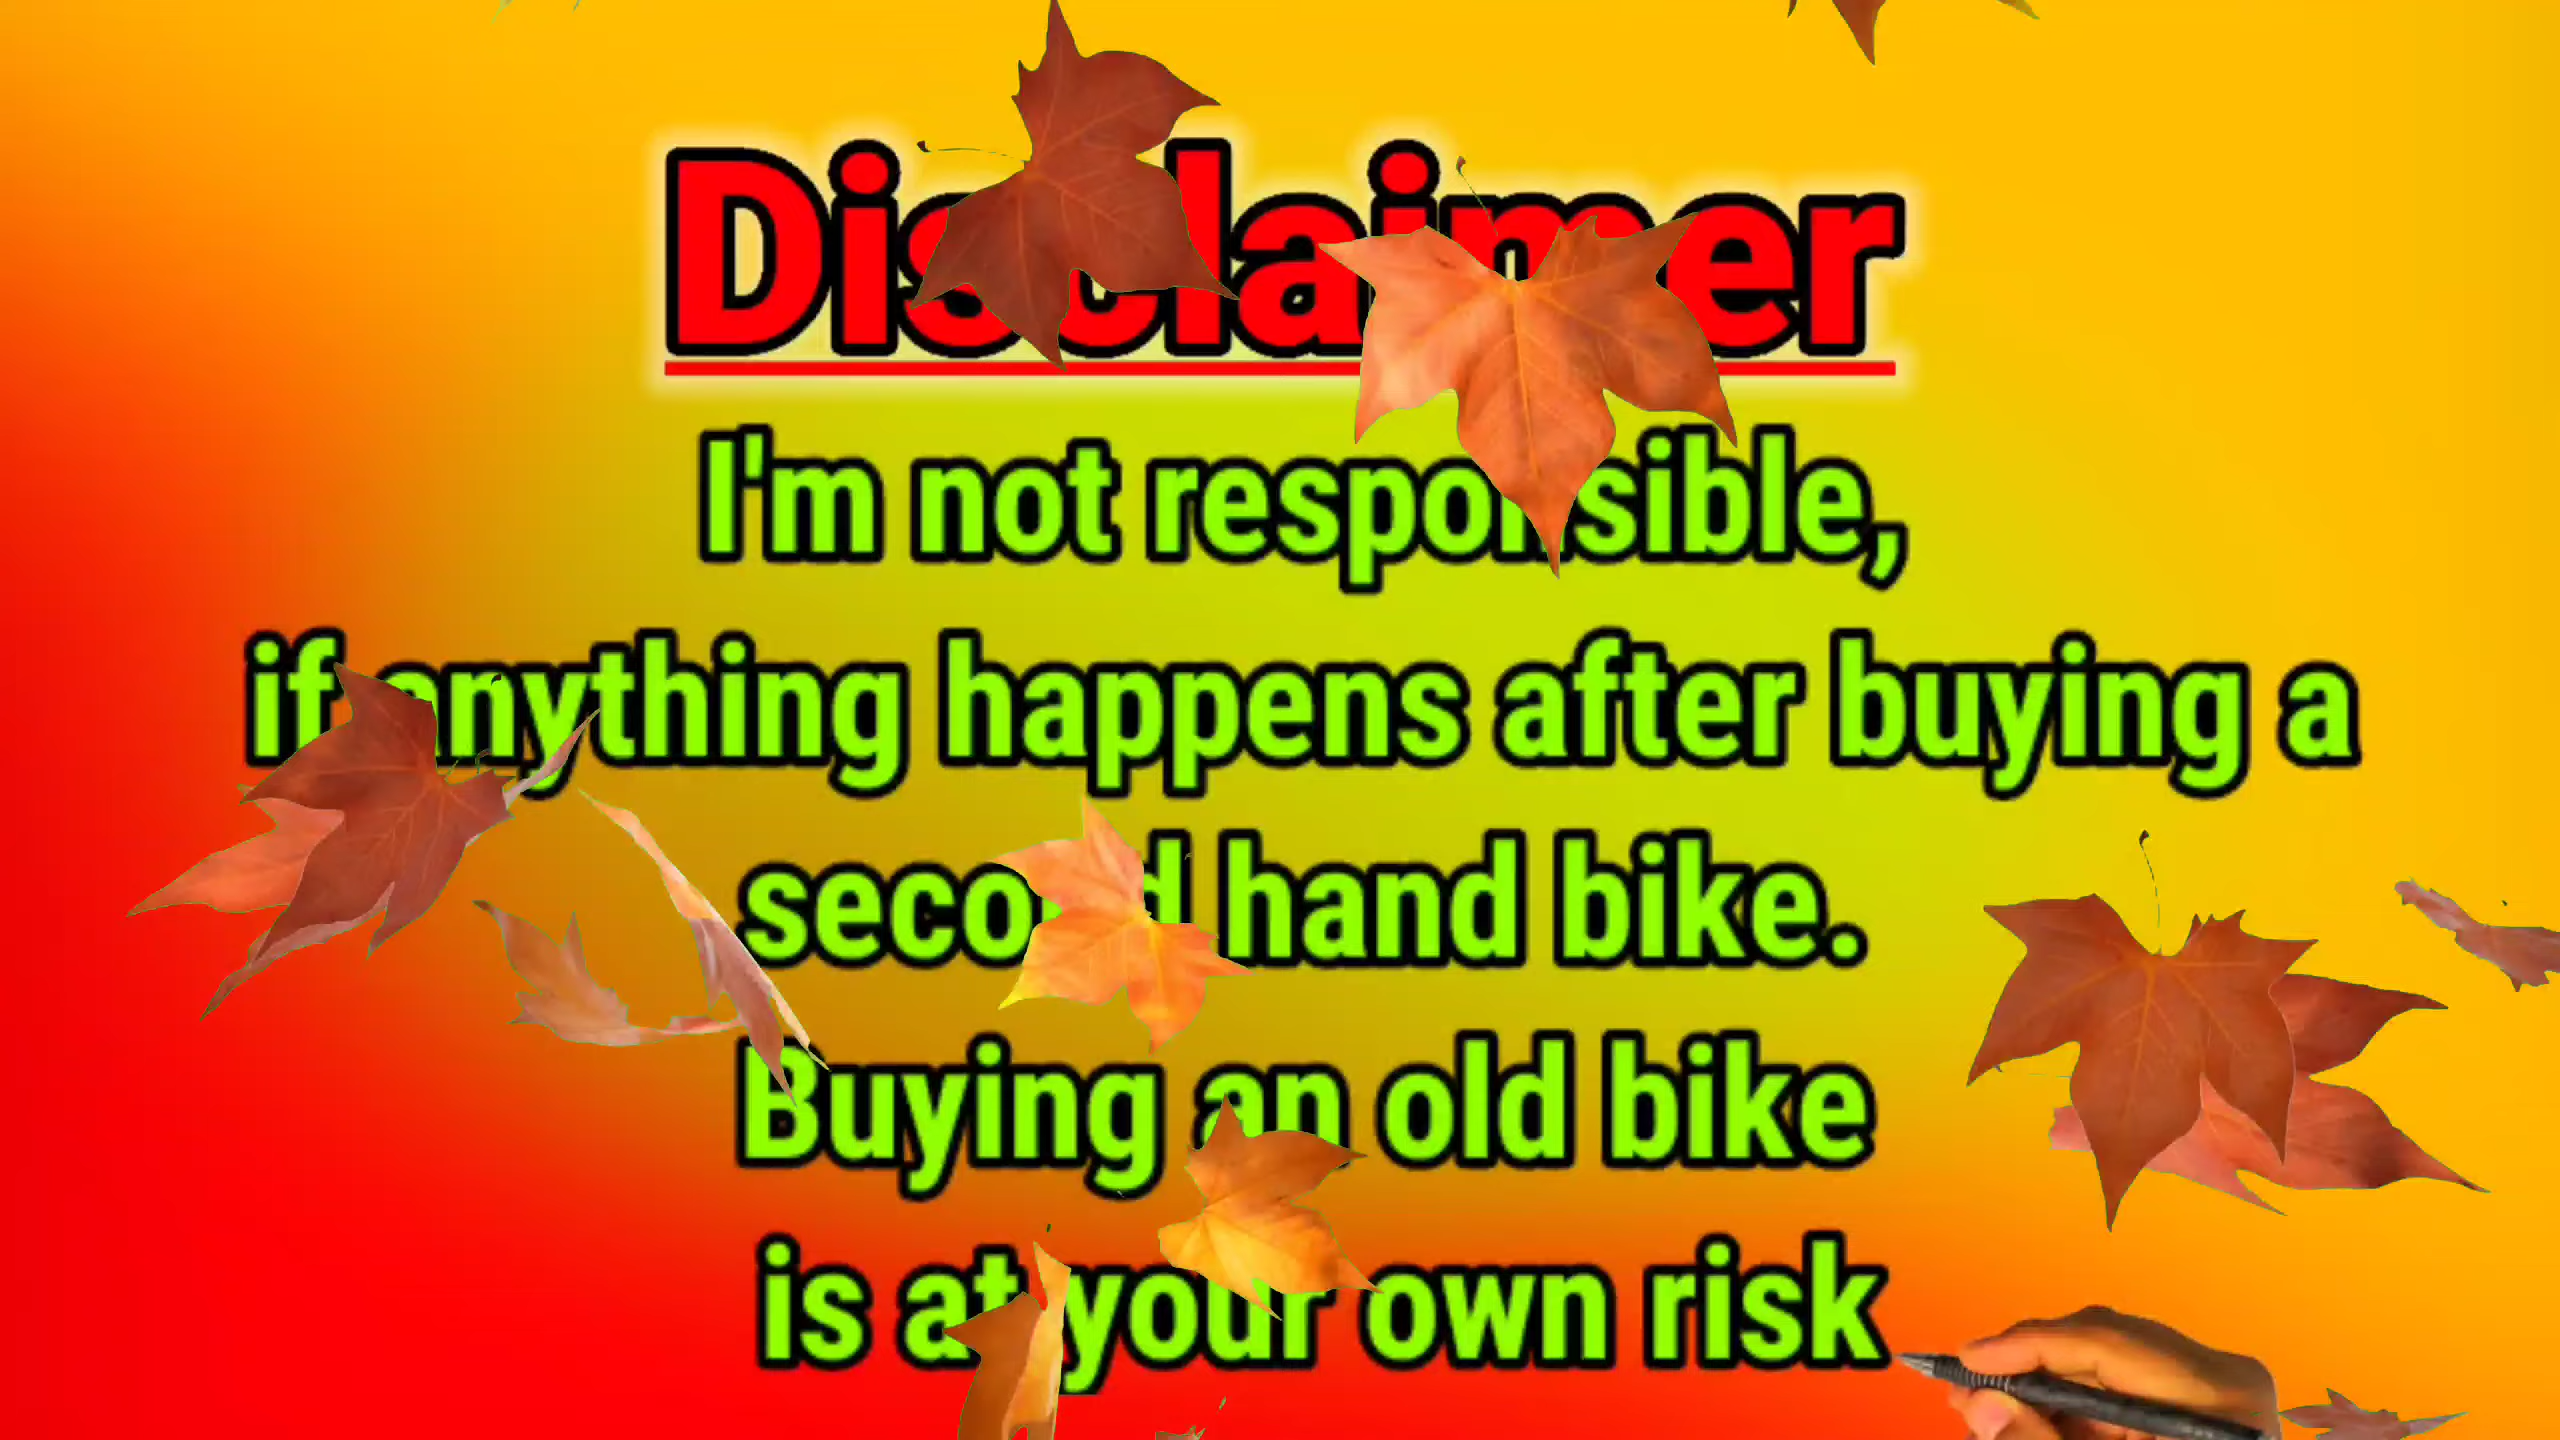 Disclaimer
I'm not responsible,
if anything happens after buying a
second hand bike.
Buying an old bike
is at your own risk